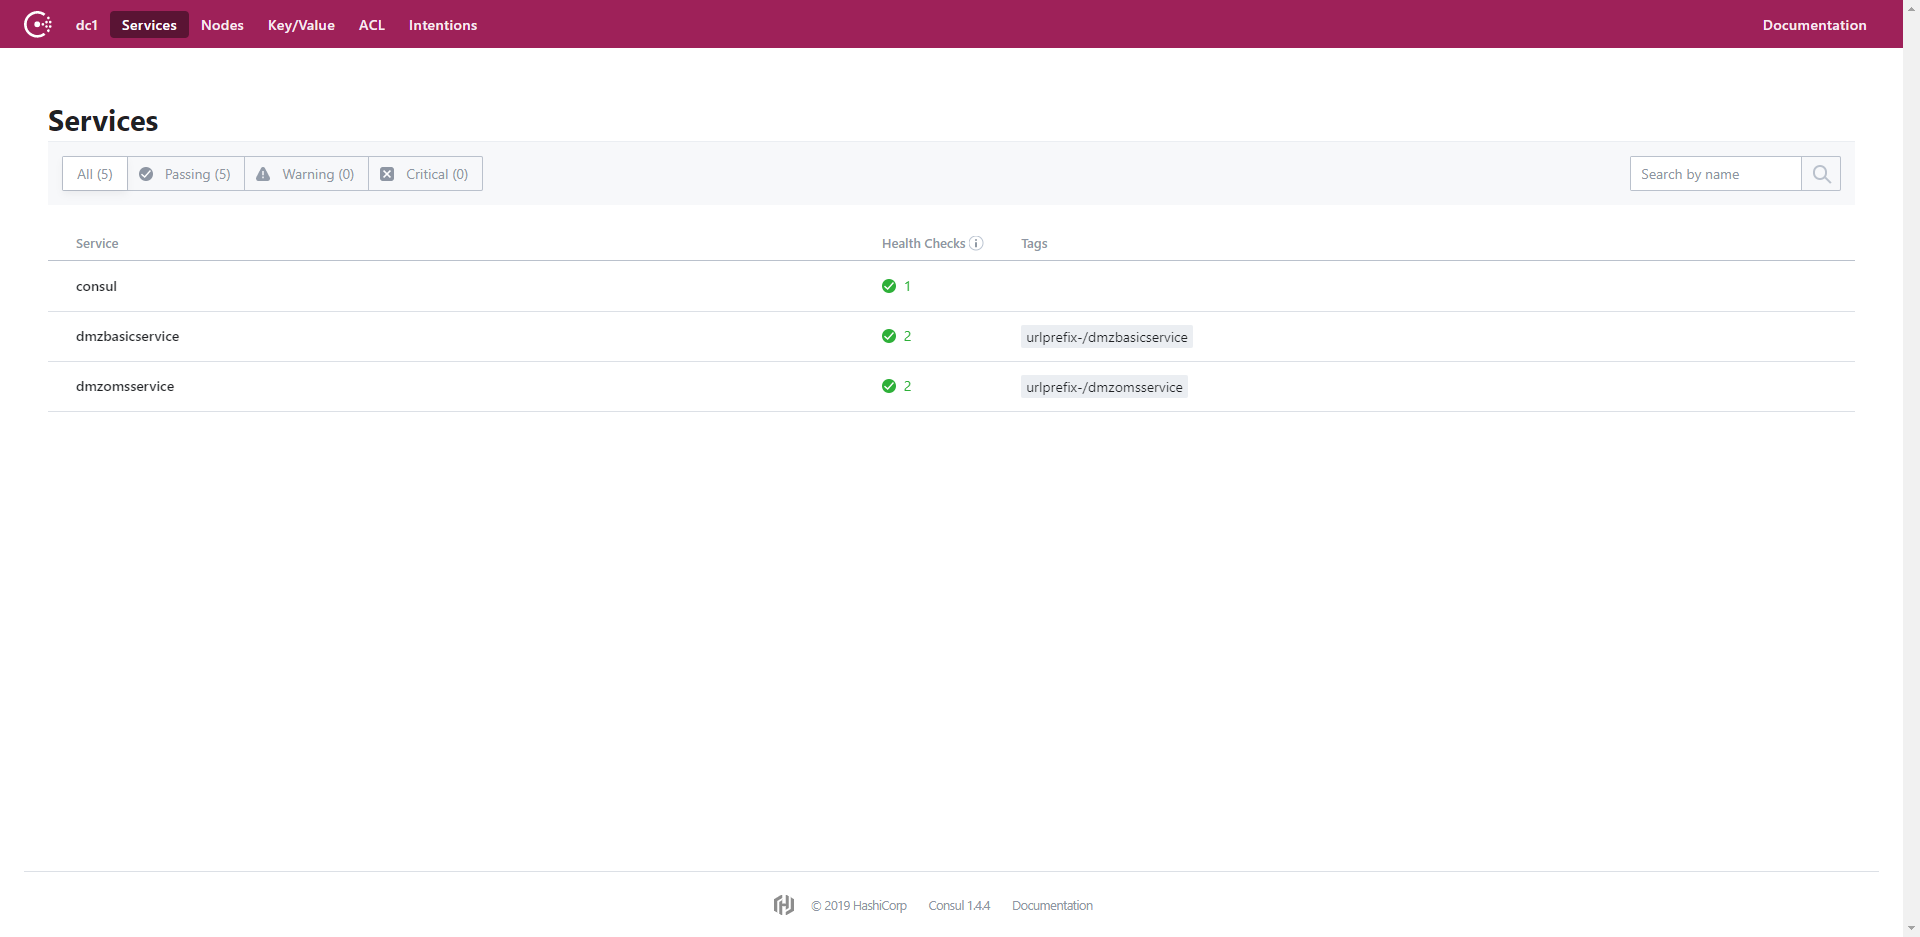 dc1 Services Nodes Key/Value ACL Intentions Documentation
Services
All (5) Passing (5) Warning (0) Critical (0) Search by name
Service Health Checks Tags
consul 1
dmzbasicservice 2 urlprefix-/dmzbasicservice
dmzomsservice 2 urlprefix-/dmzomsservice
© 2019 HashiCorp Consul 1.4.4 Documentation